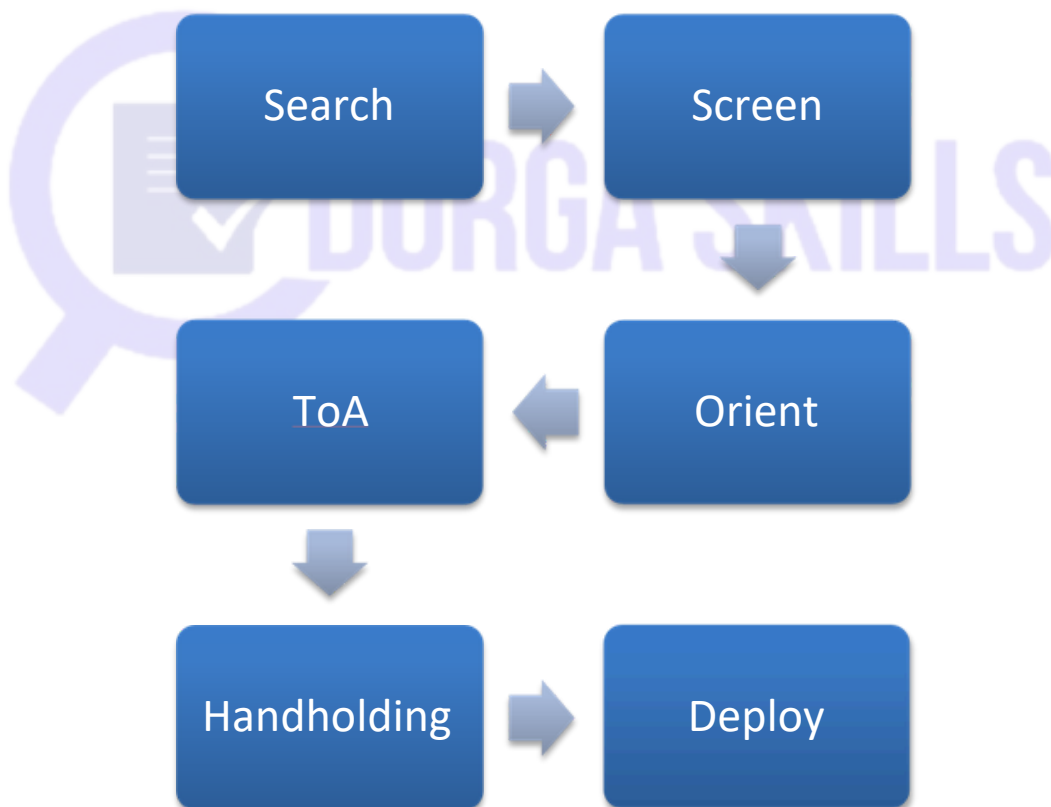 Search
Screen
DURGA SKILLS
ToA
Orient
Handholding
Deploy